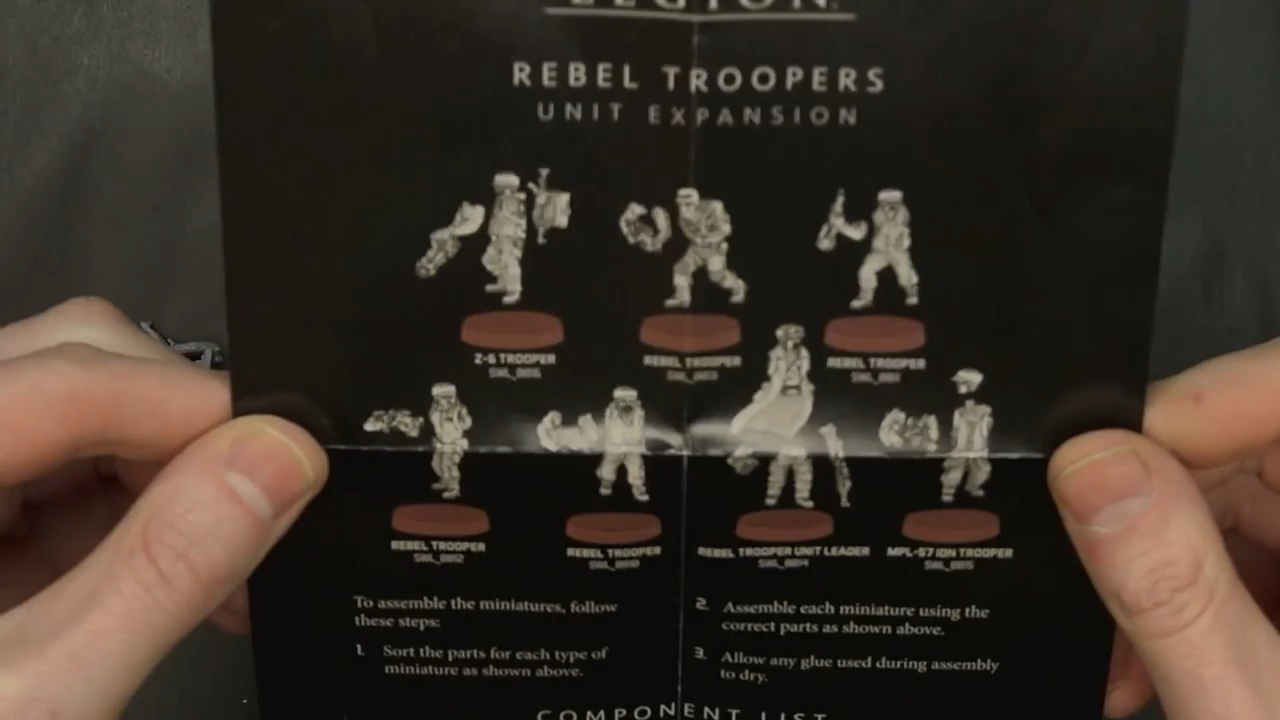 LEGION
REBEL TROOPERS
UNIT EXPANSION
Z-6 TROOPER
REBEL TROOPER
REBEL TROOPER
REBEL TROOPER
REBEL TROOPER
REBEL TROOPER UNIT LEADER
MPL-57 ION TROOPER
To assemble the miniatures, follow
these steps:
1. Sort the parts for each type of
miniature as shown above.
2. Assemble each miniature using the
correct parts as shown above.
3. Allow any glue used during assembly
to dry.
COMPONENT LIST